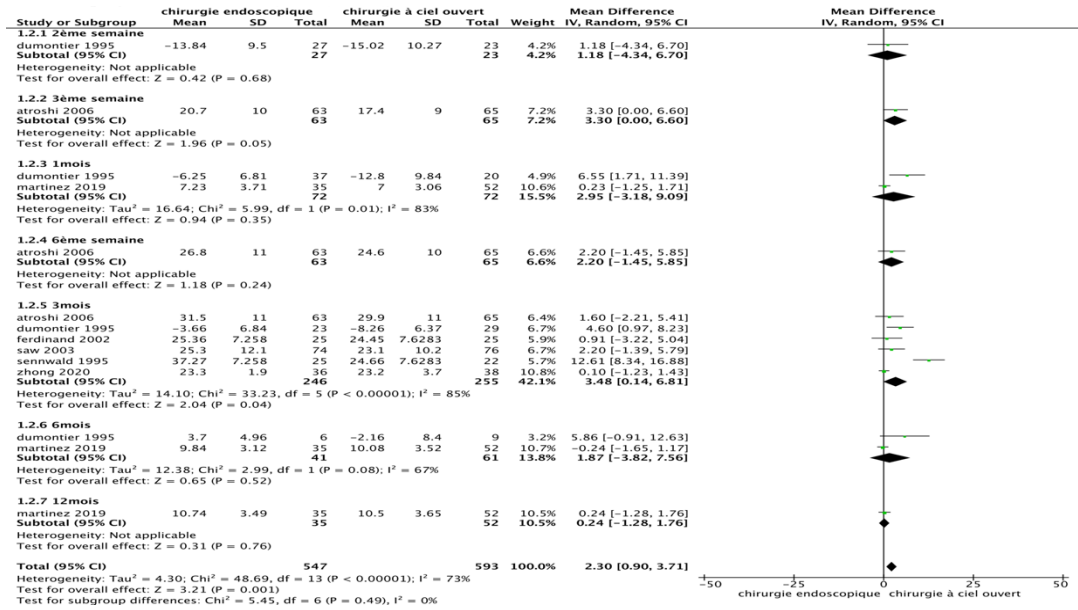 chirurgie endoscopique chirurgie à ciel ouvert Mean Difference Mean Difference
Study or Subgroup Mean SD Total Mean SD Total Weight IV, Random, 95% CI IV, Random, 95% CI
1.2.1 2ème semaine
dumontier 1995 −13.84 9.5 27 −15.02 10.27 23 4.2% 1.18 [−4.34, 6.70]
Subtotal (95% CI) 27 23 4.2% 1.18 [−4.34, 6.70]
Heterogeneity: Not applicable
Test for overall effect: Z = 0.42 (P = 0.68)
1.2.2 3ème semaine
atroshi 2006 20.7 10 63 17.4 9 65 7.2% 3.30 [0.00, 6.60]
Subtotal (95% CI) 63 65 7.2% 3.30 [0.00, 6.60]
Heterogeneity: Not applicable
Test for overall effect: Z = 1.96 (P = 0.05)
1.2.3 1mois
dumontier 1995 −6.25 6.81 37 −12.8 9.84 20 4.9% 6.55 [1.71, 11.39]
martinez 2019 7.23 3.71 35 7 3.06 52 10.6% 0.23 [−1.25, 1.71]
Subtotal (95% CI) 72 72 15.5% 2.95 [−3.18, 9.09]
Heterogeneity: Tau² = 16.64; Chi² = 5.99, df = 1 (P = 0.01); I² = 83%
Test for overall effect: Z = 0.94 (P = 0.35)
1.2.4 6ème semaine
atroshi 2006 26.8 11 63 24.6 10 65 6.6% 2.20 [−1.45, 5.85]
Subtotal (95% CI) 63 65 6.6% 2.20 [−1.45, 5.85]
Heterogeneity: Not applicable
Test for overall effect: Z = 1.18 (P = 0.24)
1.2.5 3mois
atroshi 2006 31.5 11 63 29.9 11 65 6.4% 1.60 [−2.21, 5.41]
dumontier 1995 −3.66 6.84 23 −8.26 6.37 29 6.7% 4.60 [0.97, 8.23]
ferdinand 2002 25.36 7.258 25 24.45 7.6283 25 5.9% 0.91 [−3.22, 5.04]
saw 2003 25.3 12.1 74 23.1 10.2 76 6.7% 2.20 [−1.39, 5.79]
sennwald 1995 37.27 7.258 25 24.66 7.6283 22 5.7% 12.61 [8.34, 16.88]
zhong 2020 23.3 1.9 36 23.2 3.7 38 10.8% 0.10 [−1.23, 1.43]
Subtotal (95% CI) 246 255 42.1% 3.48 [0.14, 6.81]
Heterogeneity: Tau² = 14.10; Chi² = 33.23, df = 5 (P < 0.00001); I² = 85%
Test for overall effect: Z = 2.04 (P = 0.04)
1.2.6 6mois
dumontier 1995 3.7 4.96 6 −2.16 8.4 9 3.2% 5.86 [−0.91, 12.63]
martinez 2019 9.84 3.12 35 10.08 3.52 52 10.7% −0.24 [−1.65, 1.17]
Subtotal (95% CI) 41 61 13.8% 1.87 [−3.82, 7.56]
Heterogeneity: Tau² = 12.38; Chi² = 2.99, df = 1 (P = 0.08); I² = 67%
Test for overall effect: Z = 0.65 (P = 0.52)
1.2.7 12mois
martinez 2019 10.74 3.49 35 10.5 3.65 52 10.5% 0.24 [−1.28, 1.76]
Subtotal (95% CI) 35 52 10.5% 0.24 [−1.28, 1.76]
Heterogeneity: Not applicable
Test for overall effect: Z = 0.31 (P = 0.76)
Total (95% CI) 547 593 100.0% 2.30 [0.90, 3.71]
Heterogeneity: Tau² = 4.30; Chi² = 48.69, df = 13 (P < 0.00001); I² = 73%
Test for overall effect: Z = 3.21 (P = 0.001)
Test for subgroup differences: Chi² = 5.45, df = 6 (P = 0.49), I² = 0%
−50 −25 0 25 50
chirurgie endoscopique chirurgie à ciel ouvert